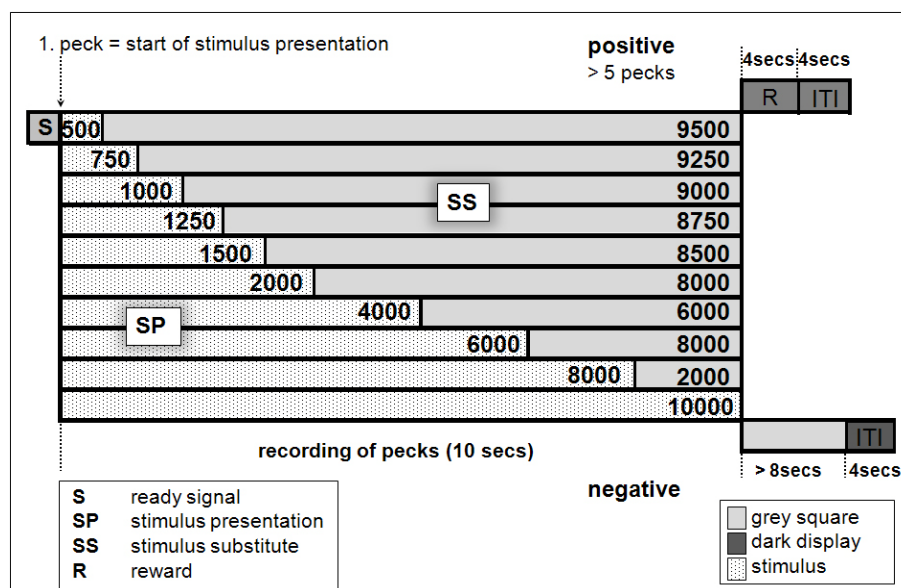 1. peck = start of stimulus presentation
positive
> 5 pecks
4secs 4secs
R ITI
S 500 9500
750 9250
1000 9000
SS
1250 8750
1500 8500
2000 8000
SP
4000 6000
6000 8000
8000 2000
10000
ITI
recording of pecks (10 secs)
> 8secs 4secs
negative
S ready signal
SP stimulus presentation
SS stimulus substitute
R reward
grey square
dark display
stimulus